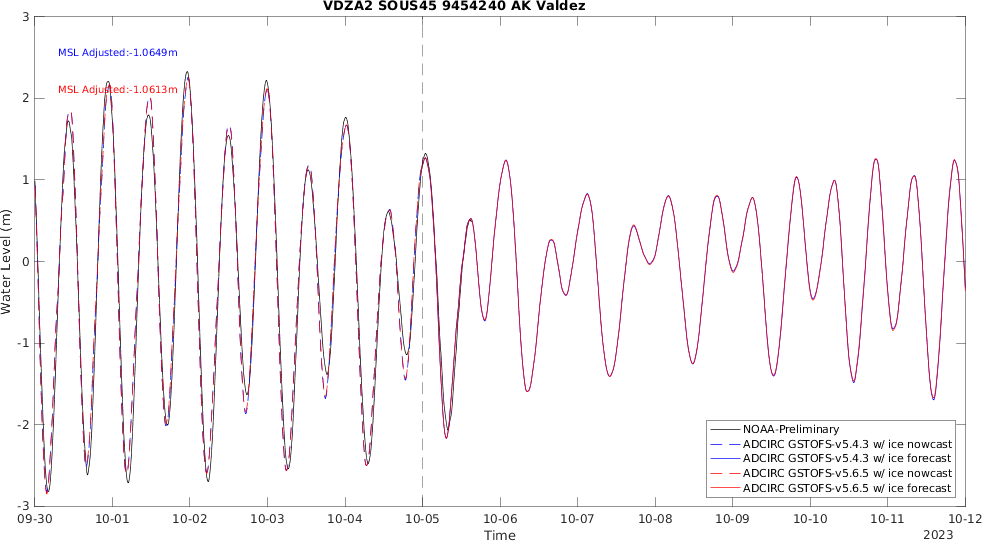 VDZA2 SOUS45 9454240 AK Valdez
MSL Adjusted:-1.0649m
MSL Adjusted:-1.0613m
3
2
1
0
-1
-2
-3
Water Level (m)
NOAA-Preliminary
ADCIRC GSTOFS-v5.4.3 w/ ice nowcast
ADCIRC GSTOFS-v5.4.3 w/ ice forecast
ADCIRC GSTOFS-v5.6.5 w/ ice nowcast
ADCIRC GSTOFS-v5.6.5 w/ ice forecast
09-30 10-01 10-02 10-03 10-04 10-05 10-06 10-07 10-08 10-09 10-10 10-11 10-12
Time
2023